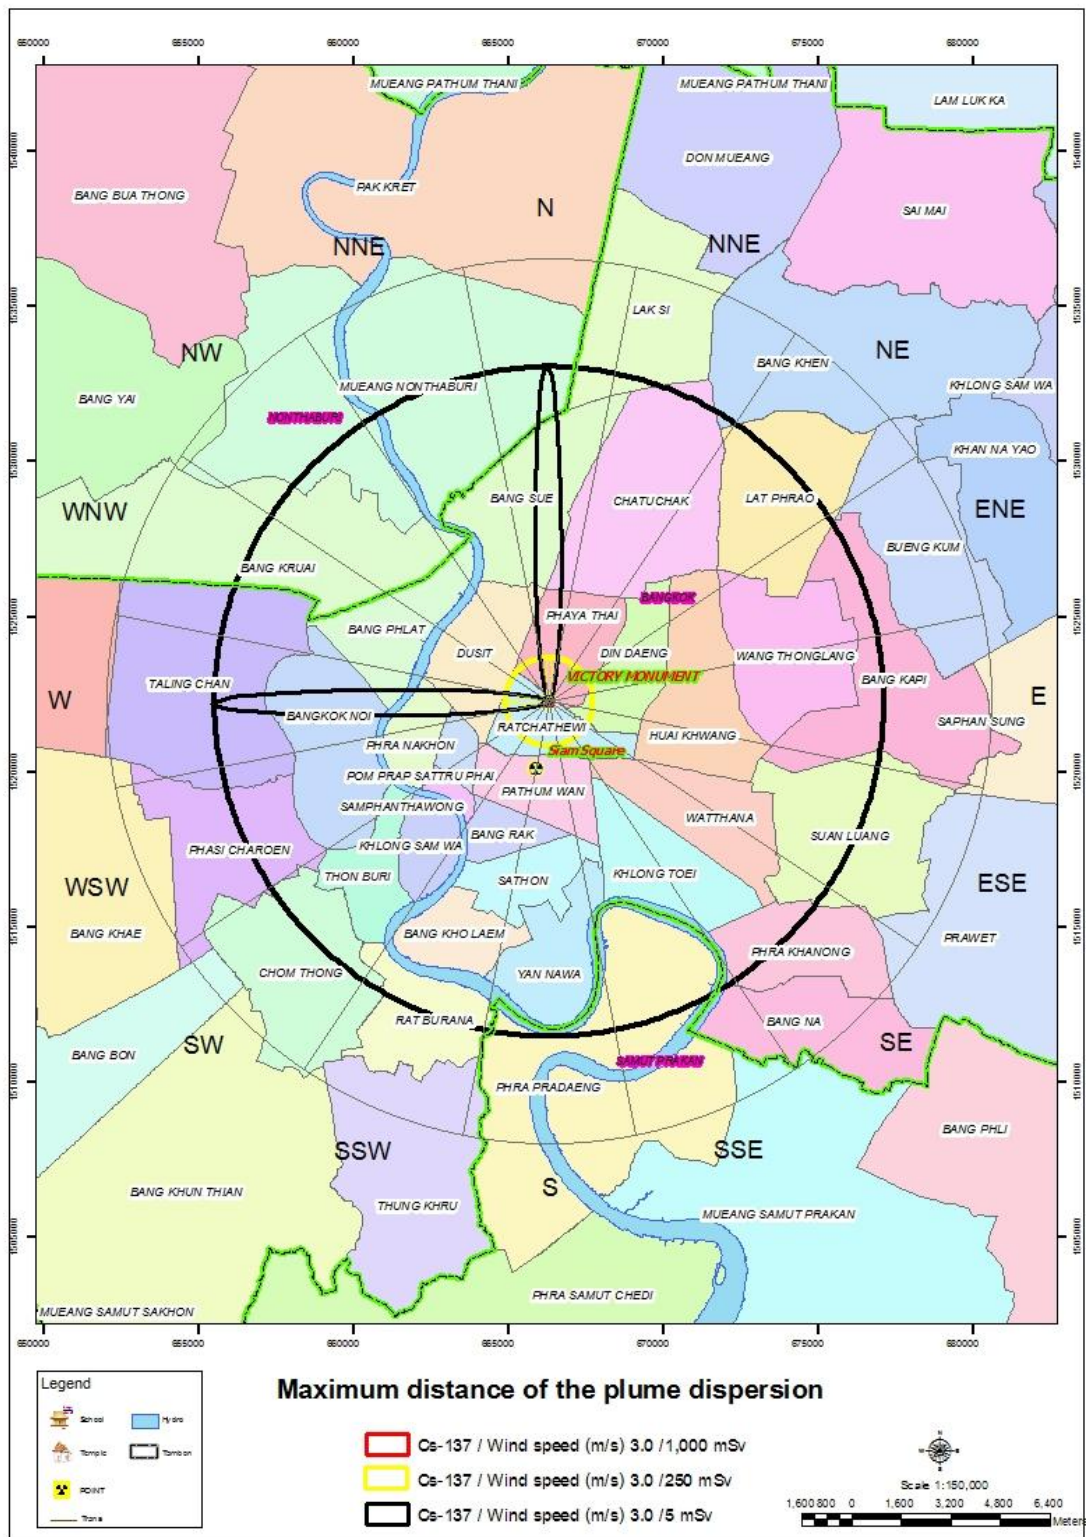 650000 655000 660000 665000 670000 675000 680000
MUEANG PATHUM THANI
MUEANG PATHUM THANI
LAM LUK KA
1540000
1540000
DON MUEANG
PAK KRET
BANG BUA THONG
SAI MAI
N
NNE
NNE
1535000
1535000
LAK SI
NW
NE
BANG KHEN
MUEANG NONTHABURI
KHLONG SAM WA
BANG YAI
NONTHABURI
KHAN NA YAO
1530000
1530000
BANG SUE
CHATUCHAK
LAT PHRAO
WNW
ENE
BUENG KUM
BANG KRUAI
BANGKOK
1525000
1525000
PHAYA THAI
BANG PHLAT
DUSIT
DIN DAENG
WANG THONGLANG
VICTORY MONUMENT
BANG KAPI
TALING CHAN
W
E
BANGKOK NOI
SAPHAN SUNG
RATCHATHEWI
HUAI KHWANG
PHRA NAKHON
Siam Square
1520000
1520000
POM PRAP SATTRU PHAI
PATHUM WAN
SAMPHANTHAWONG
WATTHANA
BANG RAK
SUAN LUANG
KHLONG SAM WA
PHASI CHAROEN
THON BURI
SATHON
KHLONG TOEI
WSW
ESE
1515000
1515000
BANG KHAE
BANG KHO LAEM
PRAWET
PHRA KHANONG
CHOM THONG
YAN NAWA
RAT BURANA
BANG NA
SW
SE
BANG BON
SAMUT PRAKAN
1510000
1510000
PHRA PRADAENG
BANG PHLI
SSW
SSE
S
BANG KHUN THIAN
THUNG KHRU
MUEANG SAMUT PRAKAN
1505000
1505000
PHRA SAMUT CHEDI
MUEANG SAMUT SAKHON
650000 655000 660000 665000 670000 675000 680000
Legend
School
Hydro
Temple
Tambon
POINT
Trans
Maximum distance of the plume dispersion
Cs-137 / Wind speed (m/s) 3.0 /1,000 mSv
Cs-137 / Wind speed (m/s) 3.0 /250 mSv
Cs-137 / Wind speed (m/s) 3.0 /5 mSv
N
W E
S
Scale 1:150,000
1,600 800 0 1,600 3,200 4,800 6,400
Meters